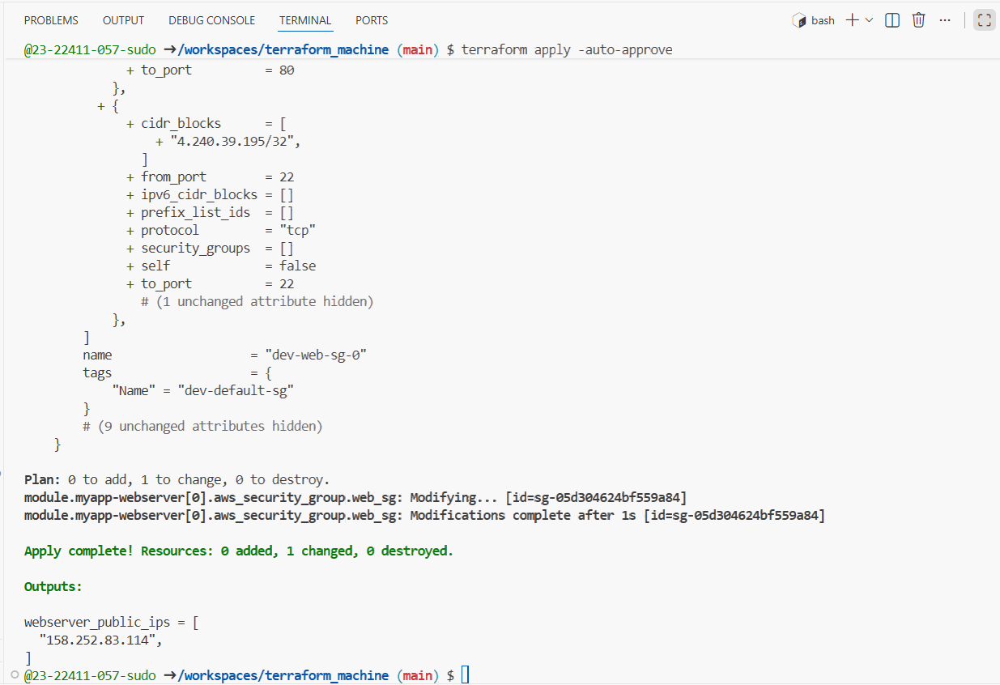 PROBLEMS OUTPUT DEBUG CONSOLE TERMINAL PORTS bash
@23-22411-057-sudo ➜/workspaces/terraform_machine (main) $ terraform apply -auto-approve
+ to_port = 80
},
+ {
+ cidr_blocks = [
+ "4.240.39.195/32",
]
+ from_port = 22
+ ipv6_cidr_blocks = []
+ prefix_list_ids = []
+ protocol = "tcp"
+ security_groups = []
+ self = false
+ to_port = 22
# (1 unchanged attribute hidden)
},
]
name = "dev-web-sg-0"
tags = {
"Name" = "dev-default-sg"
}
# (9 unchanged attributes hidden)
}
Plan: 0 to add, 1 to change, 0 to destroy.
module.myapp-webserver[0].aws_security_group.web_sg: Modifying... [id=sg-05d304624bf559a84]
module.myapp-webserver[0].aws_security_group.web_sg: Modifications complete after 1s [id=sg-05d304624bf559a84]
Apply complete! Resources: 0 added, 1 changed, 0 destroyed.
Outputs:
webserver_public_ips = [
"158.252.83.114",
]
@23-22411-057-sudo ➜/workspaces/terraform_machine (main) $